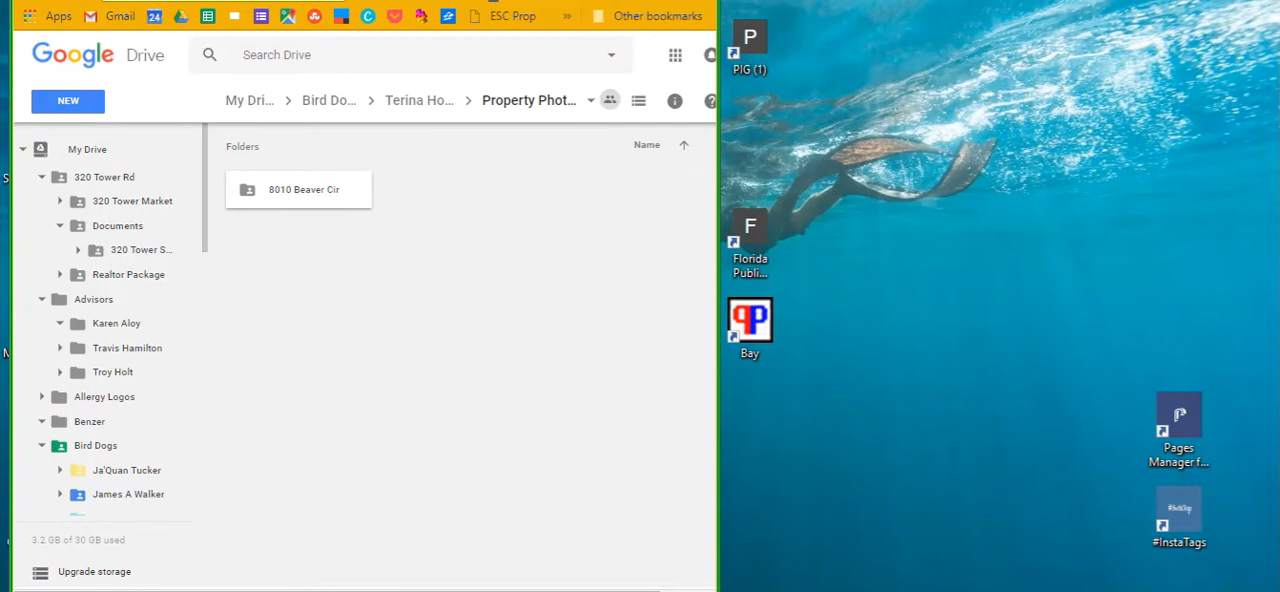 Apps
Gmail
24
ESC Prop
»
Other bookmarks
Google Drive
Search Drive
NEW
My Dri... > Bird Do... > Terina Ho... > Property Phot...
My Drive
320 Tower Rd
320 Tower Market
Documents
320 Tower S...
Realtor Package
Advisors
Karen Aloy
Travis Hamilton
Troy Holt
Allergy Logos
Benzer
Bird Dogs
Ja'Quan Tucker
James A Walker
3.2 GB of 30 GB used
Upgrade storage
Folders
Name
8010 Beaver Cir
P
PIG (1)
F
Florida
Publi...
pp
Bay
P
Pages
Manager f...
#InstaTags